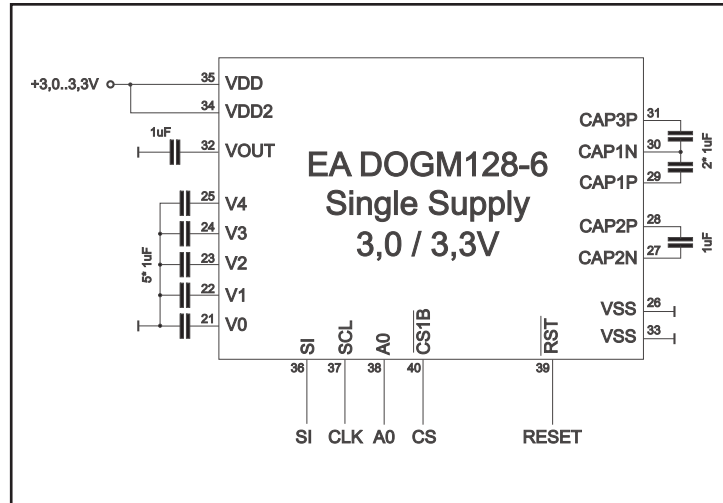 +3,0..3,3V
35 VDD
34 VDD2
1uF
32 VOUT
25 V4
24 V3
23 V2
22 V1
21 V0
5* 1uF
EA DOGM128-6
Single Supply
3,0 / 3,3V
CAP3P 31
CAP1N 30
CAP1P 29
2* 1uF
CAP2P 28
CAP2N 27
1uF
VSS 26
VSS 33
SI
SCL
A0
CS1B
RST
36
37
38
40
39
SI
CLK
A0
CS
RESET